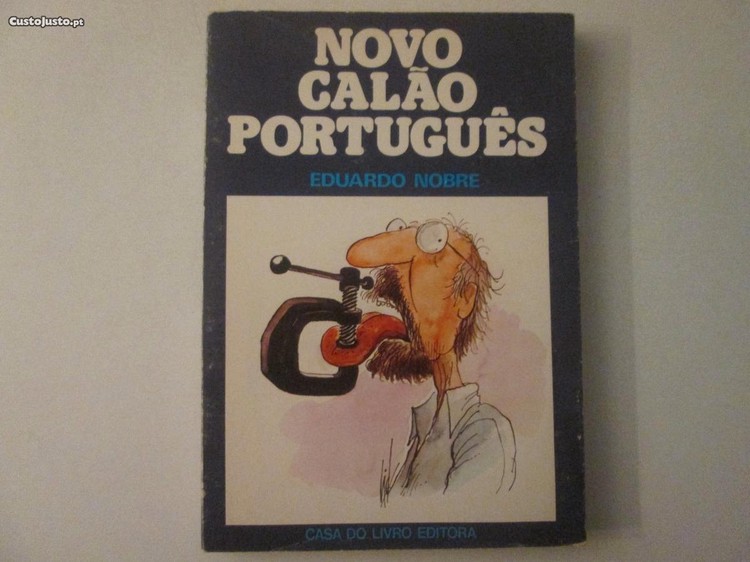 CustoJusto.pt
NOVO
CALÃO
PORTUGUÊS
EDUARDO NOBRE
CASA DO LIVRO EDITORA